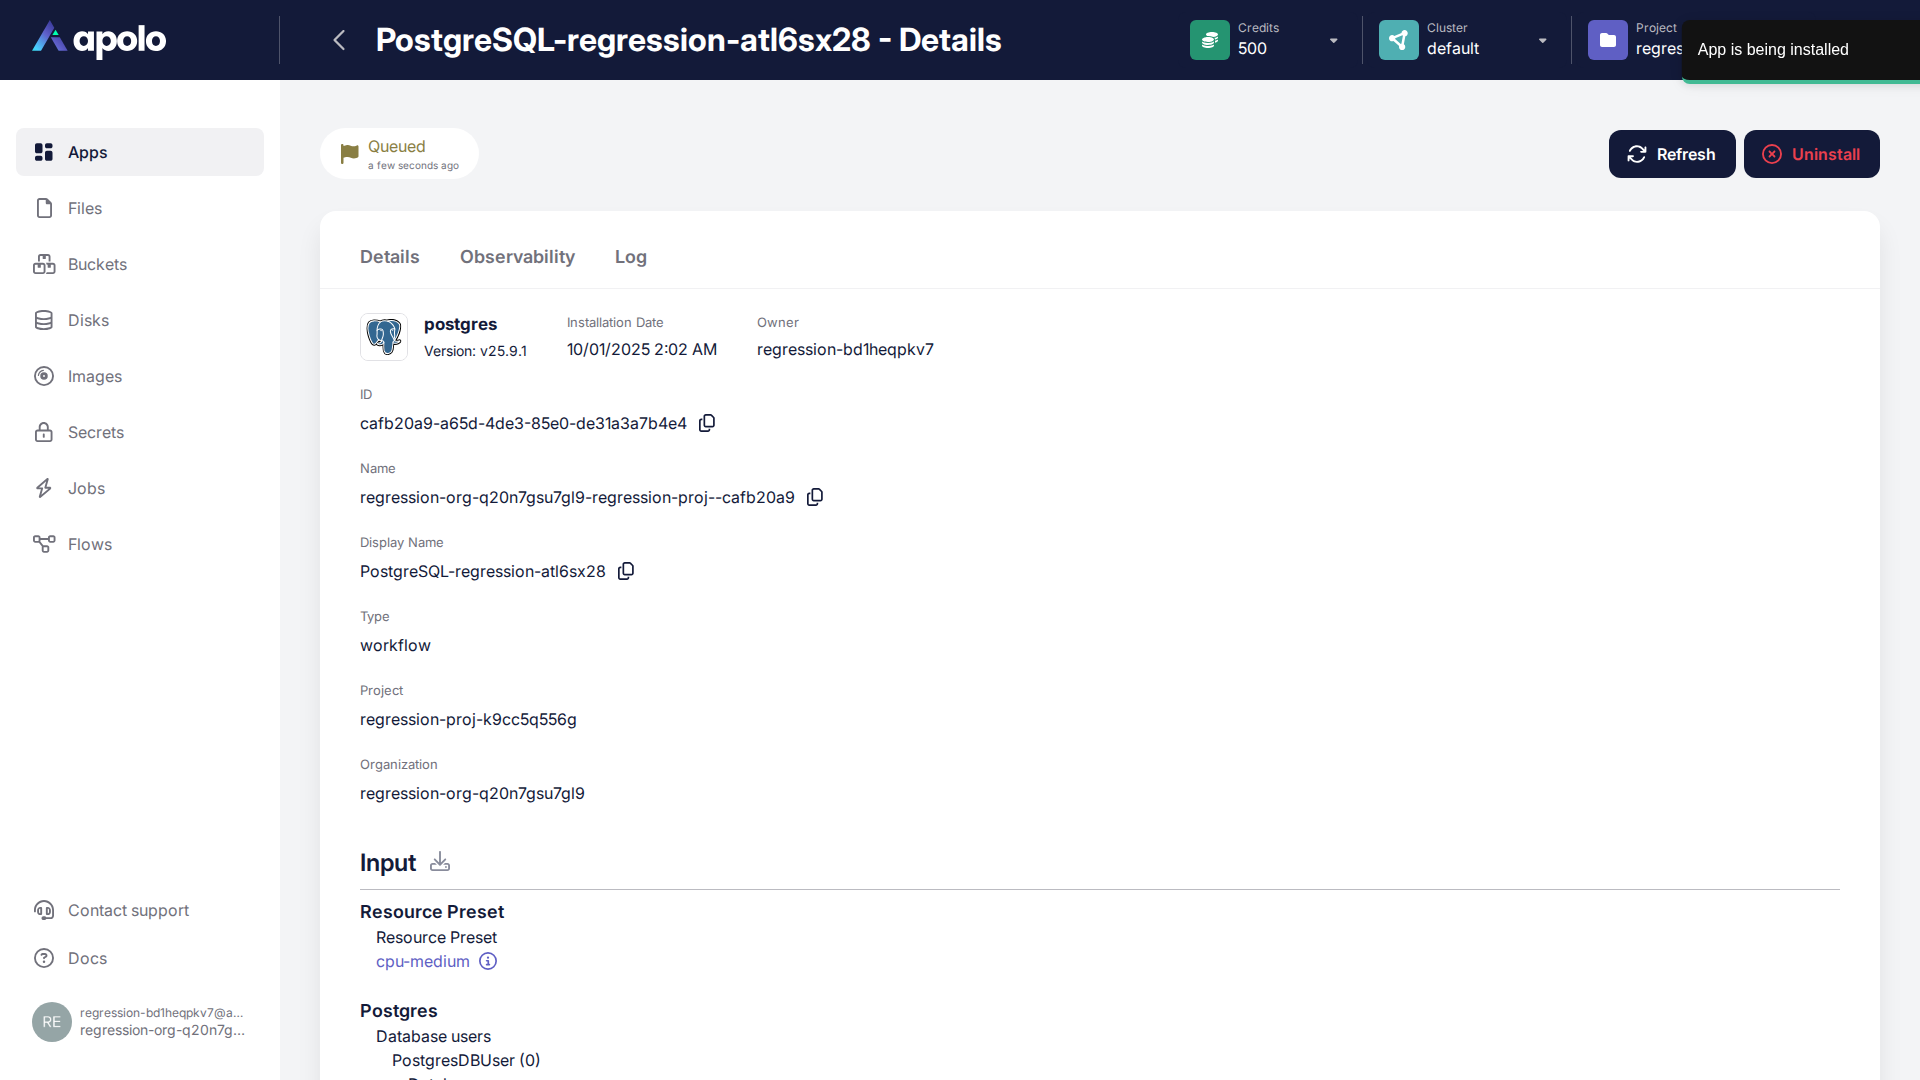 apolo
PostgreSQL-regression-atl6sx28 - Details
Credits
500
Cluster
default
Project
regres
App is being installed
Apps
Files
Buckets
Disks
Images
Secrets
Jobs
Flows
Contact support
Docs
RE
regression-bd1heqpkv7@a...
regression-org-q20n7g...
Queued
a few seconds ago
Refresh
Uninstall
Details
Observability
Log
postgres
Version: v25.9.1
Installation Date
10/01/2025 2:02 AM
Owner
regression-bd1heqpkv7
ID
cafb20a9-a65d-4de3-85e0-de31a3a7b4e4
Name
regression-org-q20n7gsu7gl9-regression-proj--cafb20a9
Display Name
PostgreSQL-regression-atl6sx28
Type
workflow
Project
regression-proj-k9cc5q556g
Organization
regression-org-q20n7gsu7gl9
Input
Resource Preset
Resource Preset
cpu-medium
Postgres
Database users
PostgresDBUser (0)